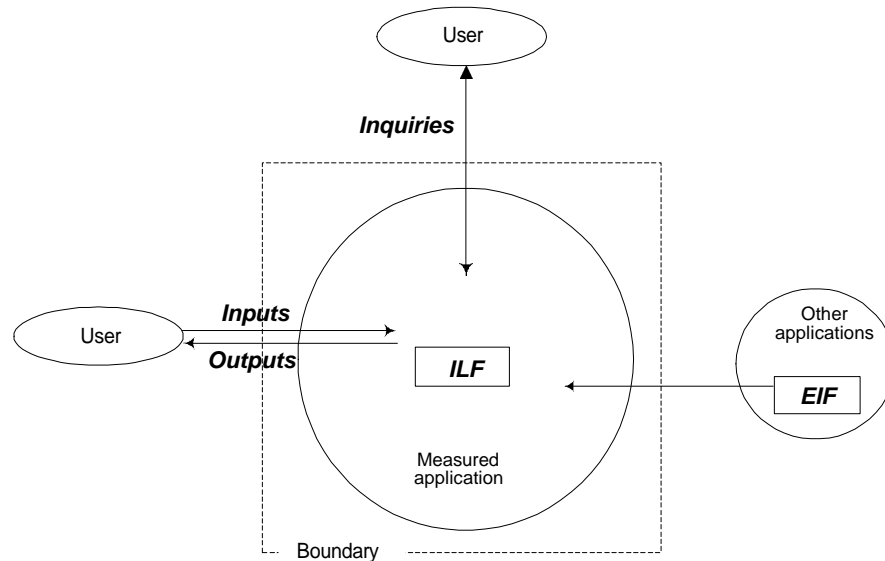 User
Inquiries
User
Inputs
Outputs
ILF
Measured
application
Other
applications
EIF
Boundary